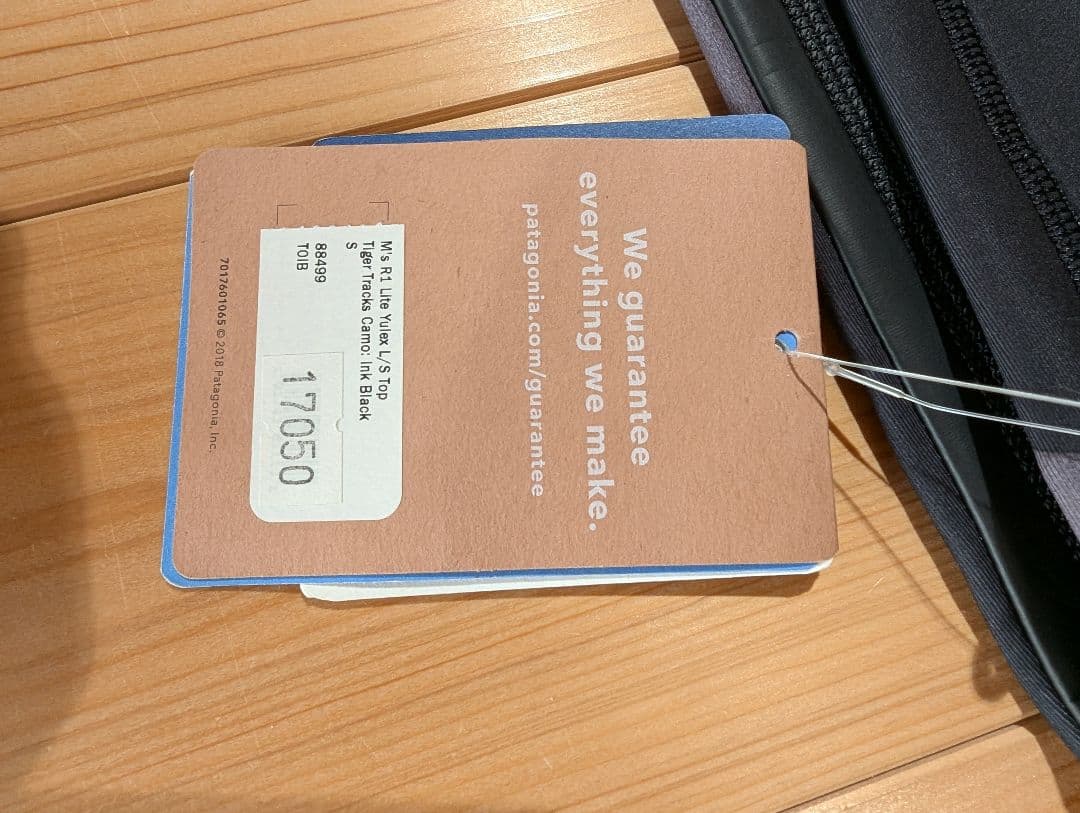 We guarantee
everything we make.
patagonia.com/guarantee
M's R1 Lite Yulex L/S Top
Tiger Tracks Camo: Ink Black
S
88499
TOIB
17050
7017601065 © 2018 Patagonia, Inc.